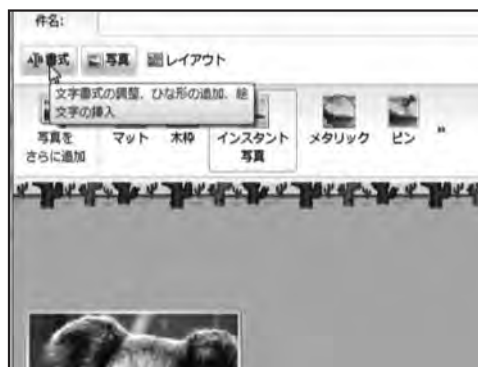 件名:
書式 写真 レイアウト
文字書式の調整、ひな形の追加、絵
文字の挿入
写真を
さらに追加
マット 木枠 インスタント
写真
メタリック ピン »